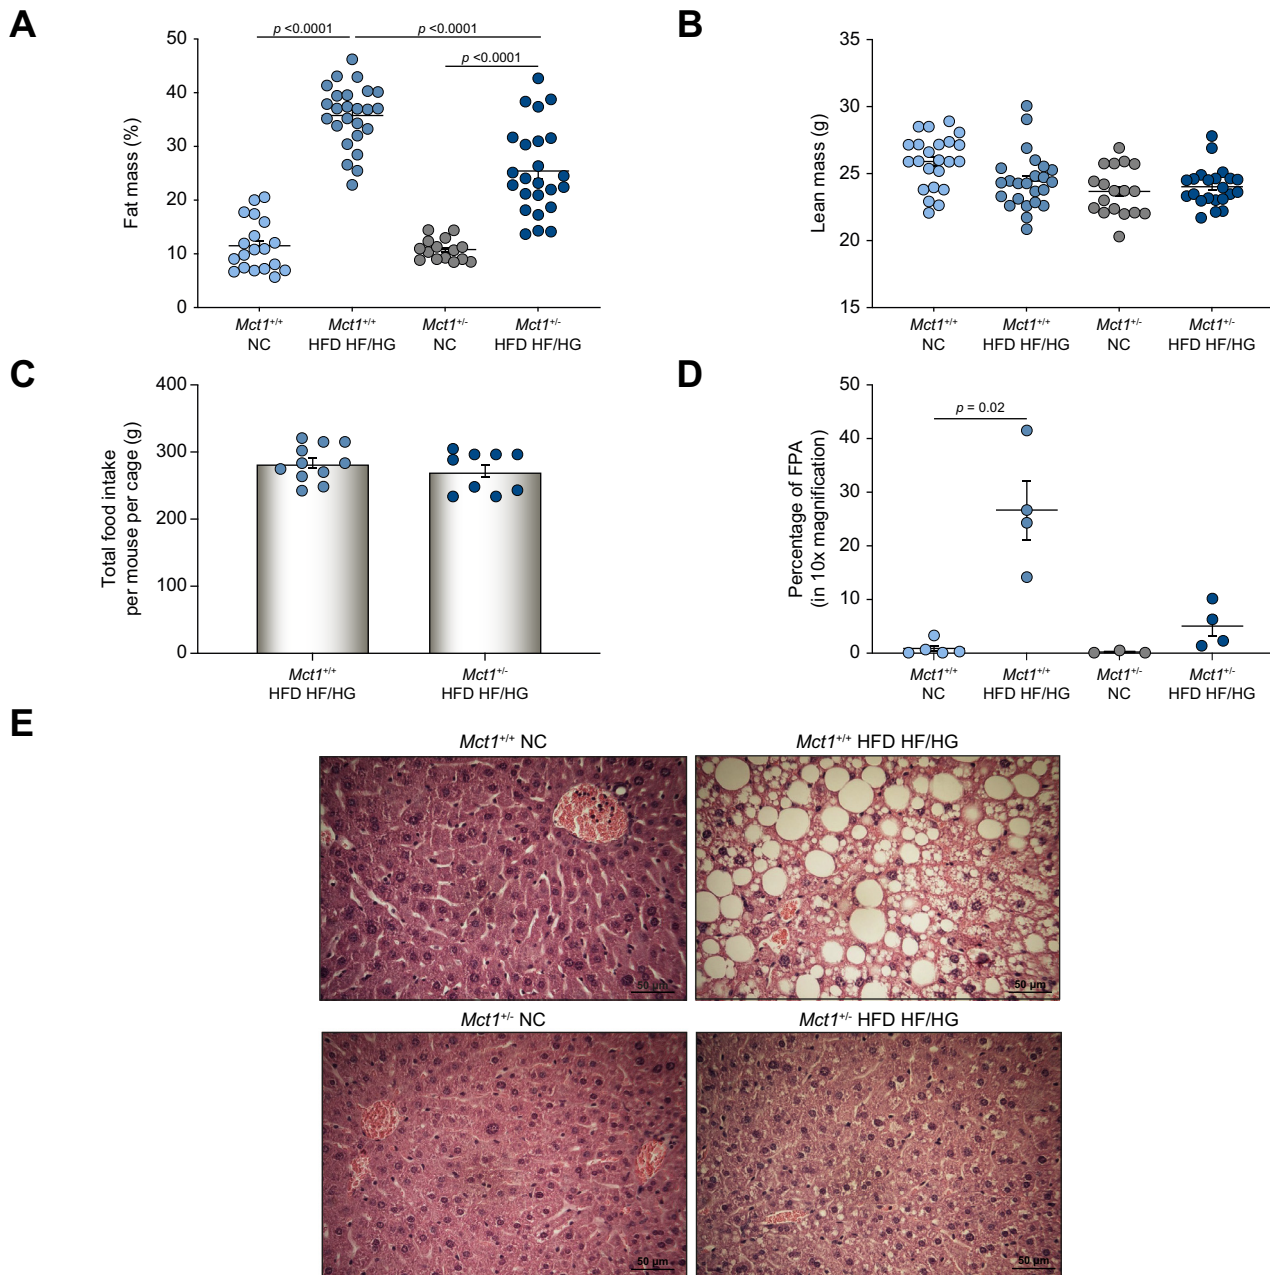 A
p <0.0001
p <0.0001
p <0.0001
Fat mass (%)
50
40
30
20
10
0
Mct1+/+
NC
Mct1+/+
HFD HF/HG
Mct1+/-
NC
Mct1+/-
HFD HF/HG
B
Lean mass (g)
35
30
25
20
15
Mct1+/+
NC
Mct1+/+
HFD HF/HG
Mct1+/-
NC
Mct1+/-
HFD HF/HG
C
Total food intake
per mouse per cage (g)
400
300
200
100
0
Mct1+/+
HFD HF/HG
Mct1+/-
HFD HF/HG
D
p = 0.02
Percentage of FPA
(in 10x magnification)
50
40
30
20
10
0
Mct1+/+
NC
Mct1+/+
HFD HF/HG
Mct1+/-
NC
Mct1+/-
HFD HF/HG
E
Mct1+/+ NC
50 µm
Mct1+/+ HFD HF/HG
50 µm
Mct1+/- NC
50 µm
Mct1+/- HFD HF/HG
50 µm